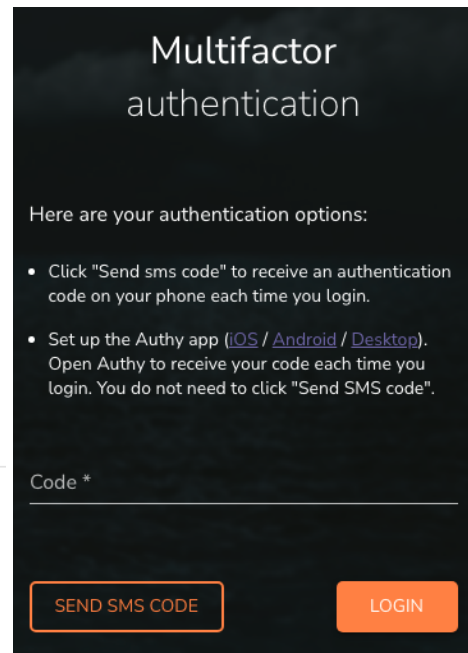 Multifactor
authentication
Here are your authentication options:
• Click "Send sms code" to receive an authentication
code on your phone each time you login.
• Set up the Authy app (iOS / Android / Desktop).
Open Authy to receive your code each time you
login. You do not need to click "Send SMS code".
Code *
SEND SMS CODE
LOGIN